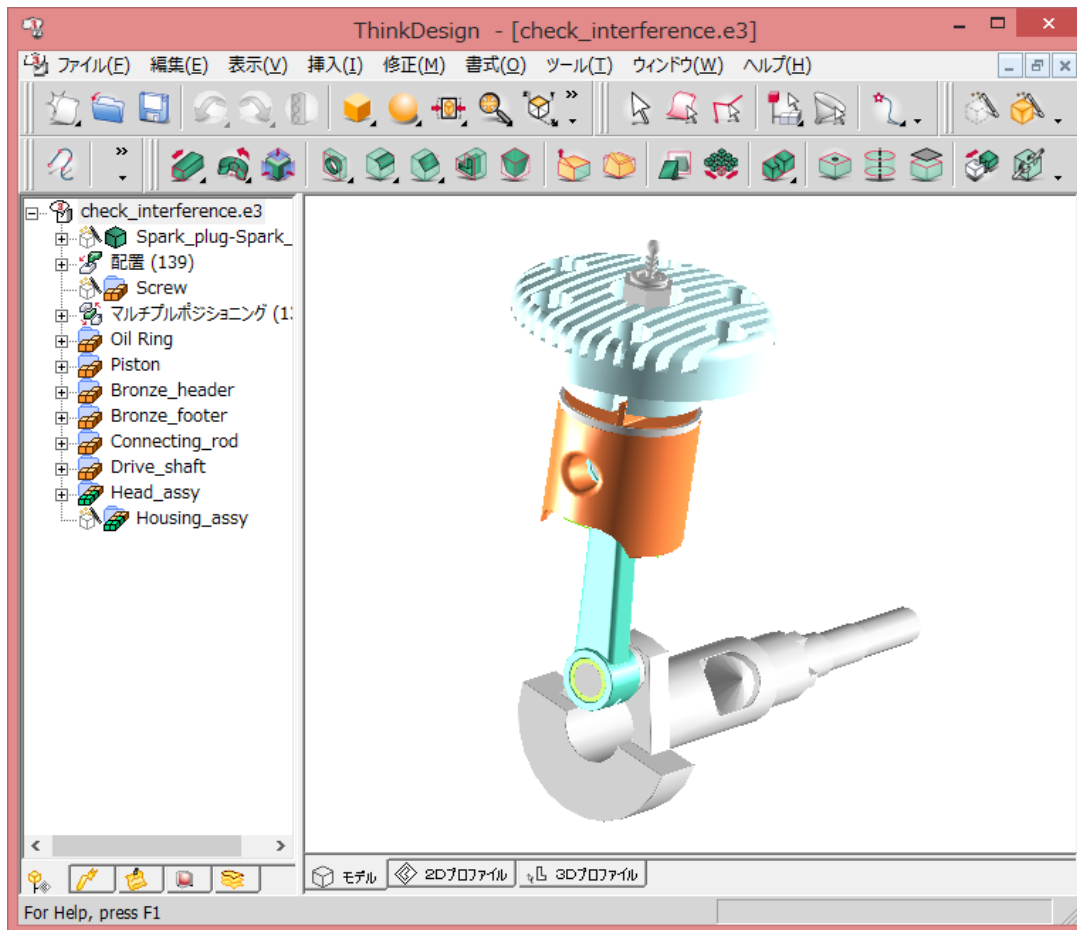 ThinkDesign - [check_interference.e3]
ファイル(F) 編集(E) 表示(V) 挿入(I) 修正(M) 書式(O) ツール(T) ウィンドウ(W) ヘルプ(H)
check_interference.e3
Spark_plug-Spark_
配置 (139)
Screw
マルチプルポジショニング (1
Oil Ring
Piston
Bronze_header
Bronze_footer
Connecting_rod
Drive_shaft
Head_assy
Housing_assy
モデル 2Dプロファイル 3Dプロファイル
For Help, press F1